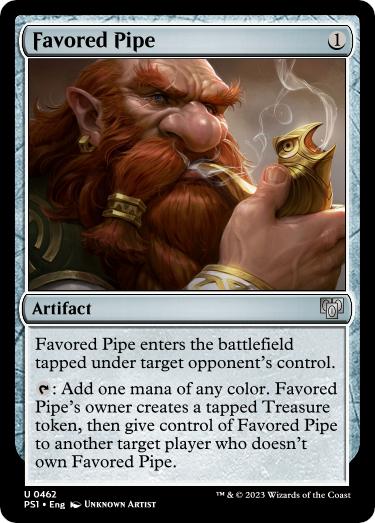 Favored Pipe
1
Artifact
Favored Pipe enters the battlefield
tapped under target opponent's control.
: Add one mana of any color. Favored
Pipe's owner creates a tapped Treasure
token, then give control of Favored Pipe
to another target player who doesn't
own Favored Pipe.
U 0462
PS1 • Eng Unknown Artist
™ & © 2023 Wizards of the Coast